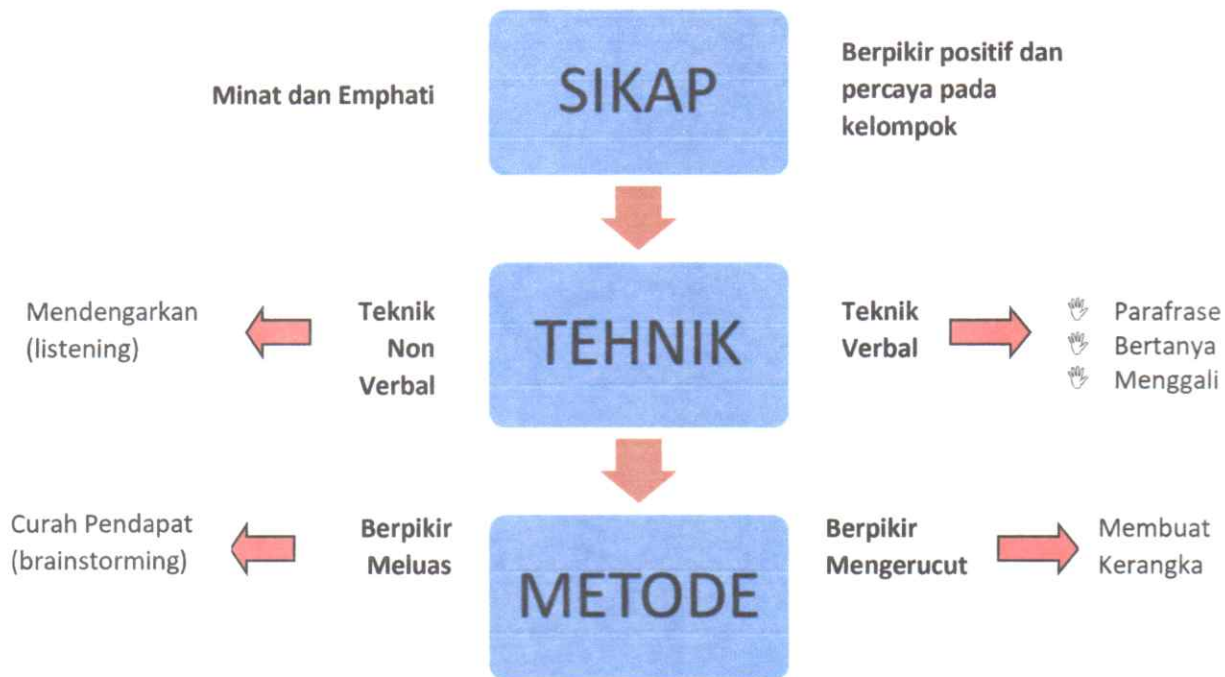 Minat dan Emphati
SIKAP
Berpikir positif dan
percaya pada
kelompok
Mendengarkan
(listening)
Teknik
Non
Verbal
TEHNIK
Teknik
Verbal
Parafrase
Bertanya
Menggali
Curah Pendapat
(brainstorming)
Berpikir
Meluas
METODE
Berpikir
Mengerucut
Membuat
Kerangka